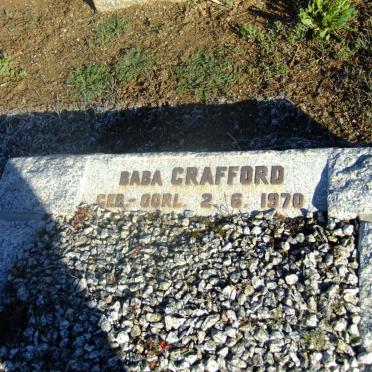 BABA CRAFFORD
GEB.-OORL. 2. 6. 1970